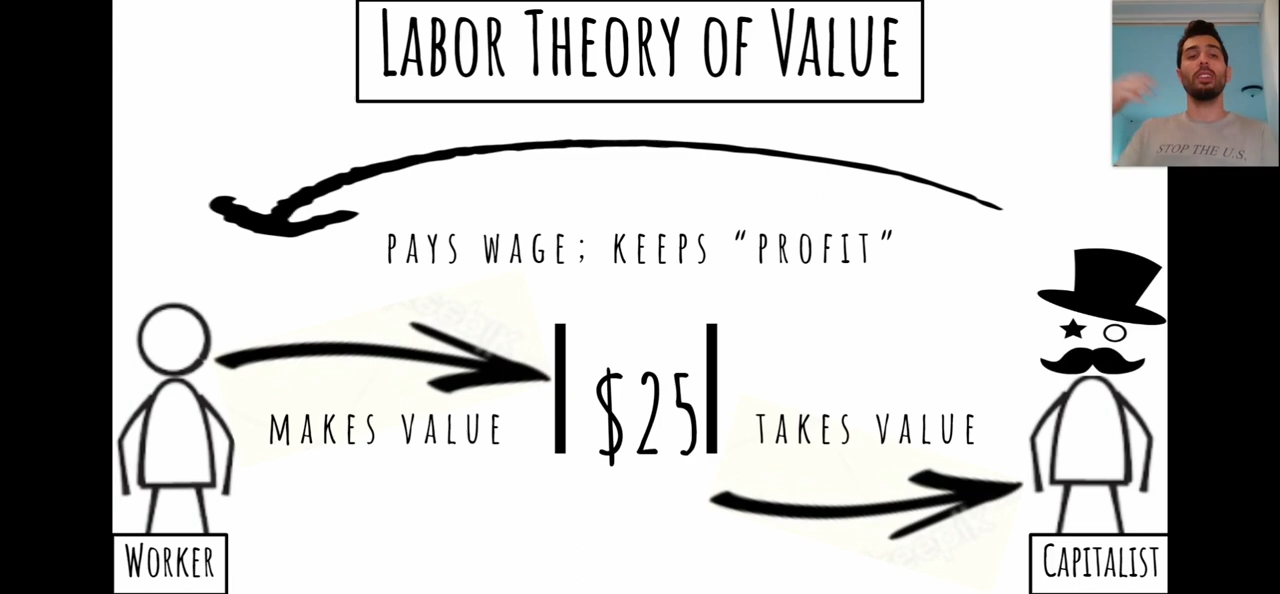 LABOR THEORY OF VALUE
STOP THE U.S.
PAYS WAGE; KEEPS "PROFIT"
MAKES VALUE
$25
TAKES VALUE
WORKER
CAPITALIST